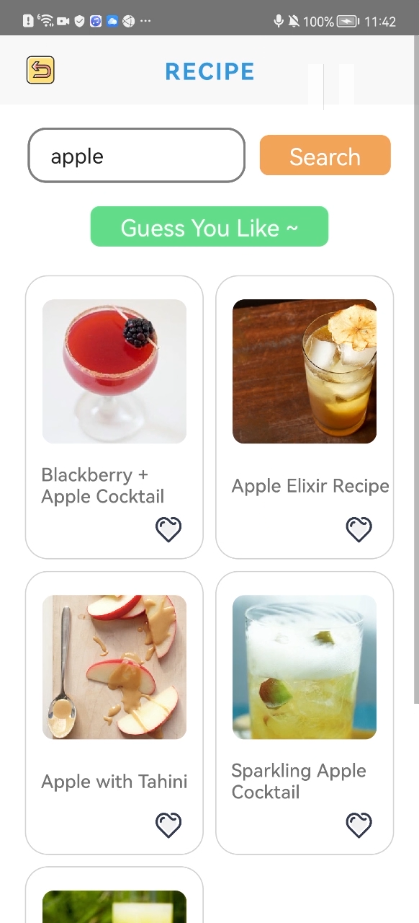 100% 11:42
RECIPE
apple
Search
Guess You Like ~
Blackberry +
Apple Cocktail
Apple Elixir Recipe
Apple with Tahini
Sparkling Apple
Cocktail